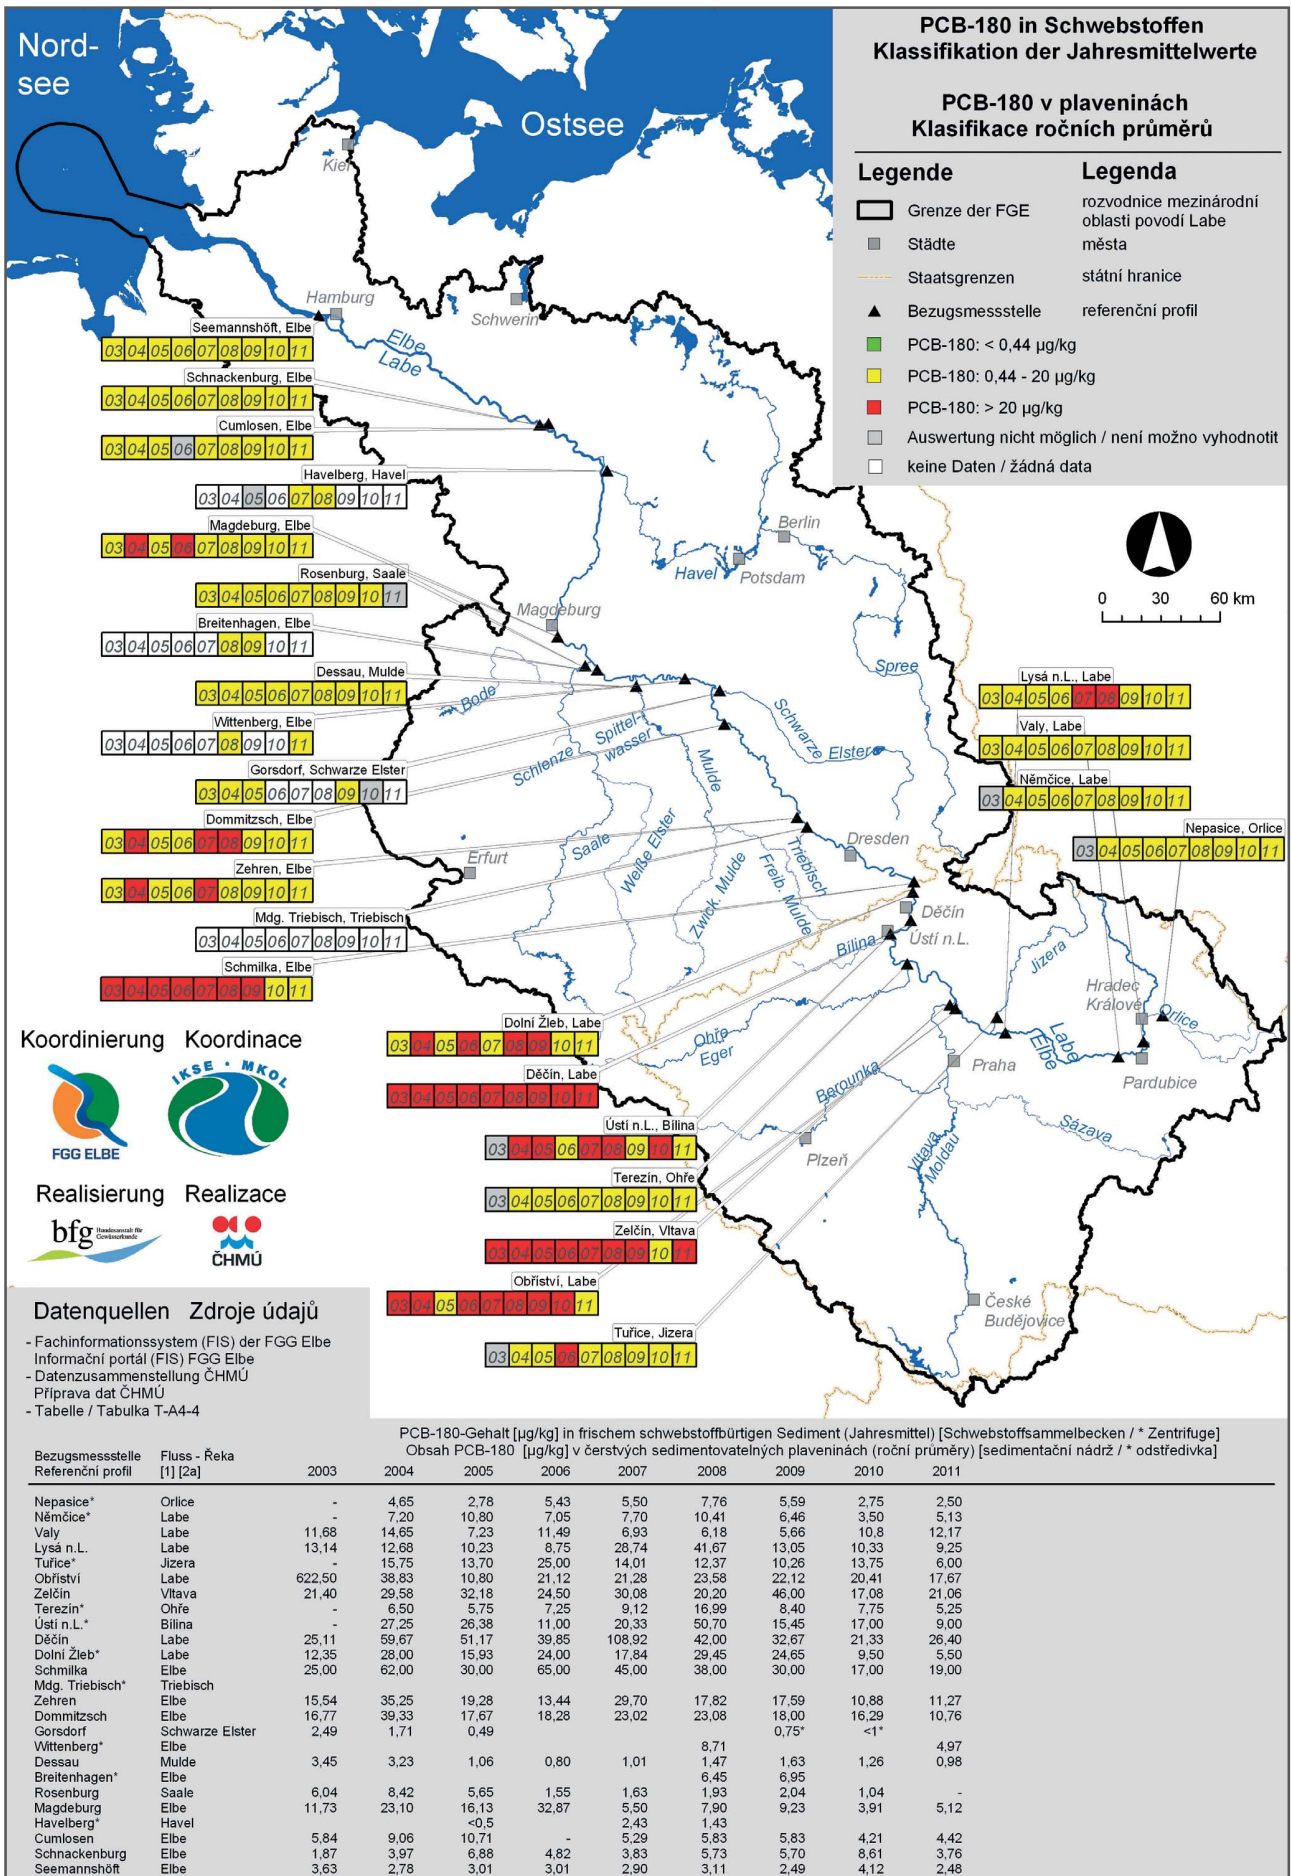 PCB-180 in Schwebstoffen
Klassifikation der Jahresmittelwerte
PCB-180 v plaveninách
Klasifikace ročních průměrů
Legende Legenda
Grenze der FGE rozvodnice mezinárodní oblasti povodí Labe
Städte města
Staatsgrenzen státní hranice
Bezugsmessstelle referenční profil
PCB-180: < 0,44 µg/kg
PCB-180: 0,44 - 20 µg/kg
PCB-180: > 20 µg/kg
Auswertung nicht möglich / není možno vyhodnotit
keine Daten / žádná data
0 30 60 km
Nord-
see
Ostsee
Kiel
Hamburg
Schwerin
Elbe
Labe
Berlin
Potsdam
Havel
Magdeburg
Spree
Bode
Schlenze
Spittel-
wasser
Schwarze Elster
Mulde
Saale
Weiße Elster
Zwick. Mulde
Freib. Mulde
Triebisch
Erfurt
Dresden
Děčín
Ústí n.L.
Bílina
Jizera
Hradec
Králové
Orlice
Ohře
Eger
Labe
Elbe
Praha
Pardubice
Berounka
Sázava
Plzeň
Vltava
Moldau
České
Budějovice
Seemannshöft, Elbe
03 04 05 06 07 08 09 10 11
Schnackenburg, Elbe
03 04 05 06 07 08 09 10 11
Cumlosen, Elbe
03 04 05 06 07 08 09 10 11
Havelberg, Havel
03 04 05 06 07 08 09 10 11
Magdeburg, Elbe
03 04 05 06 07 08 09 10 11
Rosenburg, Saale
03 04 05 06 07 08 09 10 11
Breitenhagen, Elbe
03 04 05 06 07 08 09 10 11
Dessau, Mulde
03 04 05 06 07 08 09 10 11
Wittenberg, Elbe
03 04 05 06 07 08 09 10 11
Gorsdorf, Schwarze Elster
03 04 05 06 07 08 09 10 11
Dommitzsch, Elbe
03 04 05 06 07 08 09 10 11
Zehren, Elbe
03 04 05 06 07 08 09 10 11
Mdg. Triebisch, Triebisch
03 04 05 06 07 08 09 10 11
Schmilka, Elbe
03 04 05 06 07 08 09 10 11
Lysá n.L., Labe
03 04 05 06 07 08 09 10 11
Valy, Labe
03 04 05 06 07 08 09 10 11
Němčice, Labe
03 04 05 06 07 08 09 10 11
Nepasice, Orlice
03 04 05 06 07 08 09 10 11
Dolní Žleb, Labe
03 04 05 06 07 08 09 10 11
Děčín, Labe
03 04 05 06 07 08 09 10 11
Ústí n.L., Bílina
03 04 05 06 07 08 09 10 11
Terezín, Ohře
03 04 05 06 07 08 09 10 11
Zelčín, Vltava
03 04 05 06 07 08 09 10 11
Obříství, Labe
03 04 05 06 07 08 09 10 11
Tuřice, Jizera
03 04 05 06 07 08 09 10 11
Koordinierung Koordinace
FGG ELBE
IKSE • MKOL
Realisierung Realizace
bfg Bundesanstalt für Gewässerkunde
ČHMÚ
Datenquellen Zdroje údajů
- Fachinformationssystem (FIS) der FGG Elbe
Informační portál (FIS) FGG Elbe
- Datenzusammenstellung ČHMÚ
Příprava dat ČHMÚ
- Tabelle / Tabulka T-A4-4
PCB-180-Gehalt [µg/kg] in frischem schwebstoffbürtigen Sediment (Jahresmittel) [Schwebstoffsammelbecken / * Zentrifuge]
Obsah PCB-180 [µg/kg] v čerstvých sedimentovatelných plaveninách (roční průměry) [sedimentační nádrž / * odstředivka]
Bezugsmessstelle Fluss - Řeka
Referenční profil [1] [2a] 2003 2004 2005 2006 2007 2008 2009 2010 2011
Nepasice* Orlice - 4,65 2,78 5,43 5,50 7,76 5,59 2,75 2,50
Němčice* Labe - 7,20 10,80 7,05 7,70 10,41 6,46 3,50 5,13
Valy Labe 11,68 14,65 7,23 11,49 6,93 6,18 5,66 10,8 12,17
Lysá n.L. Labe 13,14 12,68 10,23 8,75 28,74 41,67 13,05 10,33 9,25
Tuřice* Jizera - 15,75 13,70 25,00 14,01 12,37 10,26 13,75 6,00
Obříství Labe 622,50 38,83 10,80 21,12 21,28 23,58 22,12 20,41 17,67
Zelčín Vltava 21,40 29,58 32,18 24,50 30,08 20,20 46,00 17,08 21,06
Terezín* Ohře - 6,50 5,75 7,25 9,12 16,99 8,40 7,75 5,25
Ústí n.L.* Bílina - 27,25 26,38 11,00 20,33 50,70 15,45 17,00 9,00
Děčín Labe 25,11 59,67 51,17 39,85 108,92 42,00 32,67 21,33 26,40
Dolní Žleb* Labe 12,35 28,00 15,93 24,00 17,84 29,45 24,65 9,50 5,50
Schmilka Elbe 25,00 62,00 30,00 65,00 45,00 38,00 30,00 17,00 19,00
Mdg. Triebisch* Triebisch
Zehren Elbe 15,54 35,25 19,28 13,44 29,70 17,82 17,59 10,88 11,27
Dommitzsch Elbe 16,77 39,33 17,67 18,28 23,02 23,08 18,00 16,29 10,76
Gorsdorf Schwarze Elster 2,49 1,71 0,49 0,75* <1*
Wittenberg* Elbe 8,71 4,97
Dessau Mulde 3,45 3,23 1,06 0,80 1,01 1,47 1,63 1,26 0,98
Breitenhagen* Elbe 6,45 6,95
Rosenburg Saale 6,04 8,42 5,65 1,55 1,63 1,93 2,04 1,04 -
Magdeburg Elbe 11,73 23,10 16,13 32,87 5,50 7,90 9,23 3,91 5,12
Havelberg* Havel <0,5 2,43 1,43
Cumlosen Elbe 5,84 9,06 10,71 - 5,29 5,83 5,83 4,21 4,42
Schnackenburg Elbe 1,87 3,97 6,88 4,82 3,83 5,73 5,70 8,61 3,76
Seemannshöft Elbe 3,63 2,78 3,01 3,01 2,90 3,11 2,49 4,12 2,48